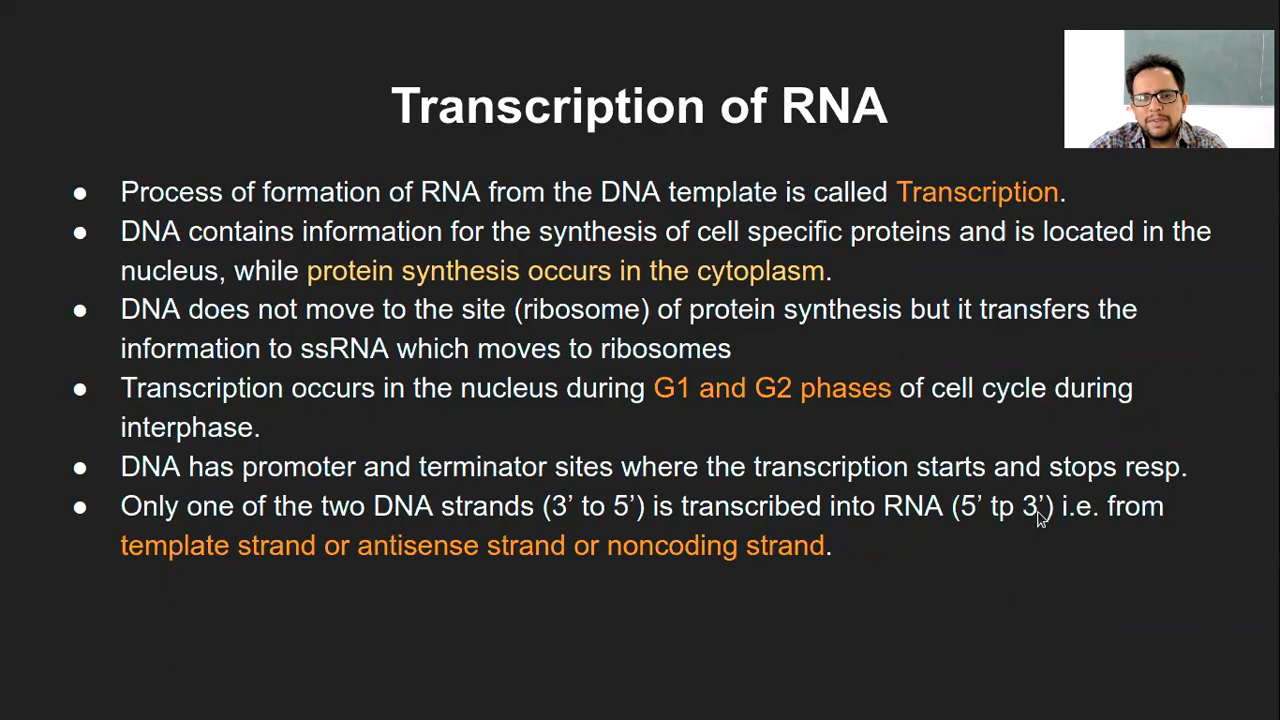 Transcription of RNA
● Process of formation of RNA from the DNA template is called Transcription.
● DNA contains information for the synthesis of cell specific proteins and is located in the
nucleus, while protein synthesis occurs in the cytoplasm.
● DNA does not move to the site (ribosome) of protein synthesis but it transfers the
information to ssRNA which moves to ribosomes
● Transcription occurs in the nucleus during G1 and G2 phases of cell cycle during
interphase.
● DNA has promoter and terminator sites where the transcription starts and stops resp.
● Only one of the two DNA strands (3’ to 5’) is transcribed into RNA (5’ tp 3’) i.e. from
template strand or antisense strand or noncoding strand.